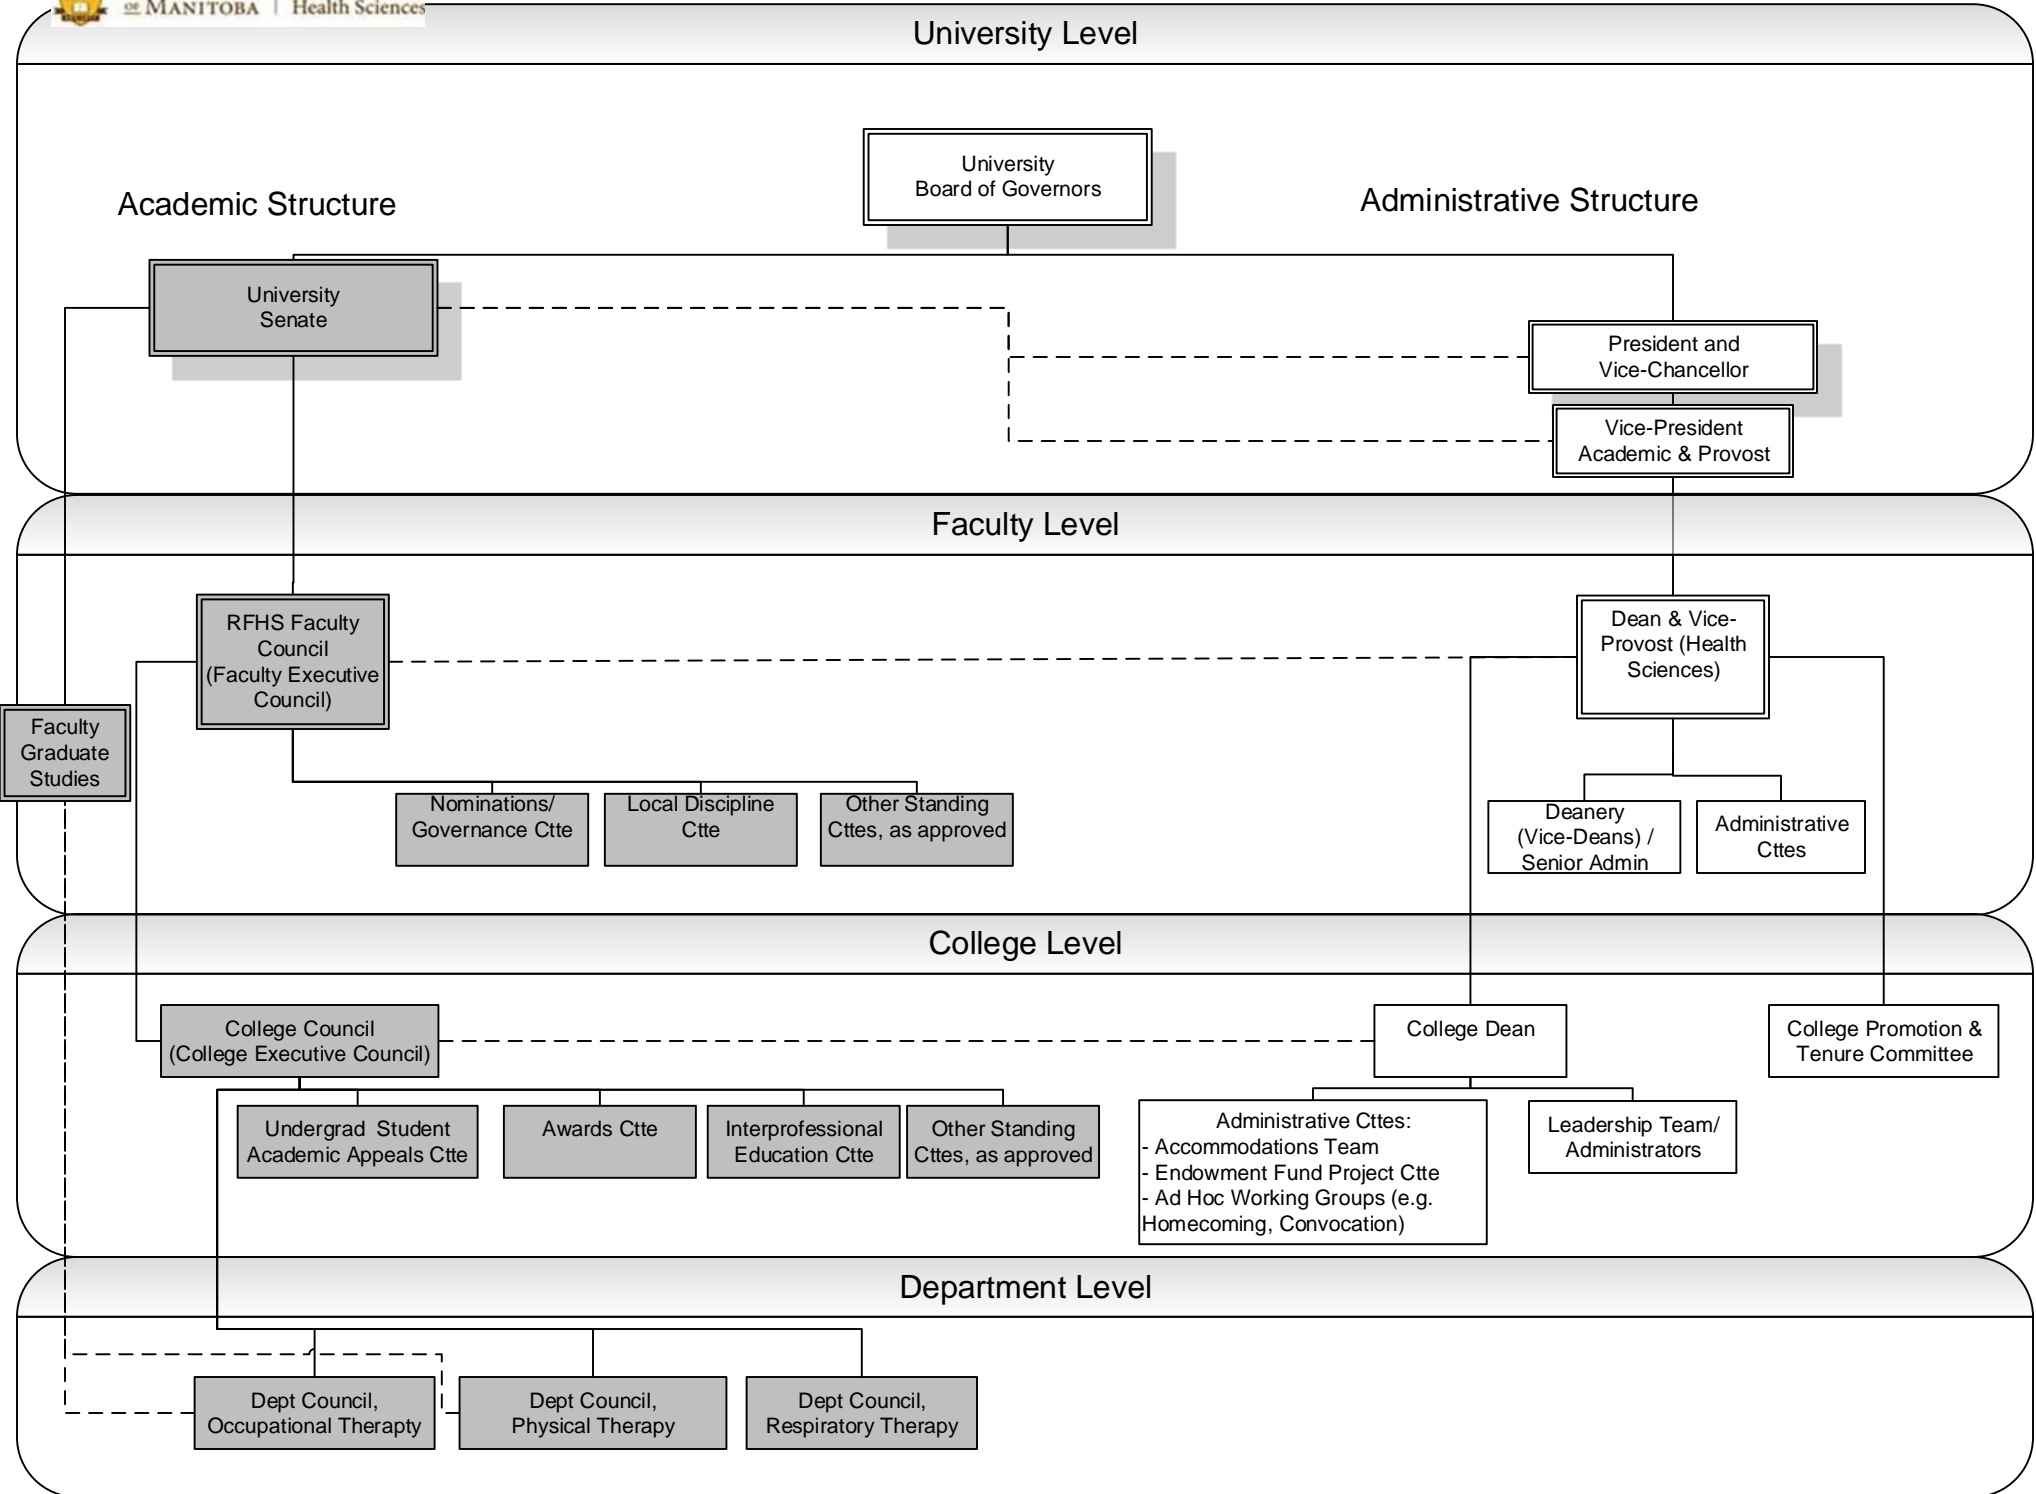 OF MANITOBA | Health Sciences
University Level
University
Board of Governors
Academic Structure
Administrative Structure
University
Senate
President and
Vice-Chancellor
Vice-President
Academic & Provost
Faculty Level
RFHS Faculty
Council
(Faculty Executive
Council)
Dean & Vice-
Provost (Health
Sciences)
Faculty
Graduate
Studies
Nominations/
Governance Ctte
Local Discipline
Ctte
Other Standing
Cttes, as approved
Deanery
(Vice-Deans) /
Senior Admin
Administrative
Cttes
College Level
College Council
(College Executive Council)
College Dean
College Promotion &
Tenure Committee
Undergrad Student
Academic Appeals Ctte
Awards Ctte
Interprofessional
Education Ctte
Other Standing
Cttes, as approved
Administrative Cttes:
- Accommodations Team
- Endowment Fund Project Ctte
- Ad Hoc Working Groups (e.g.
Homecoming, Convocation)
Leadership Team/
Administrators
Department Level
Dept Council,
Occupational Therapty
Dept Council,
Physical Therapy
Dept Council,
Respiratory Therapy